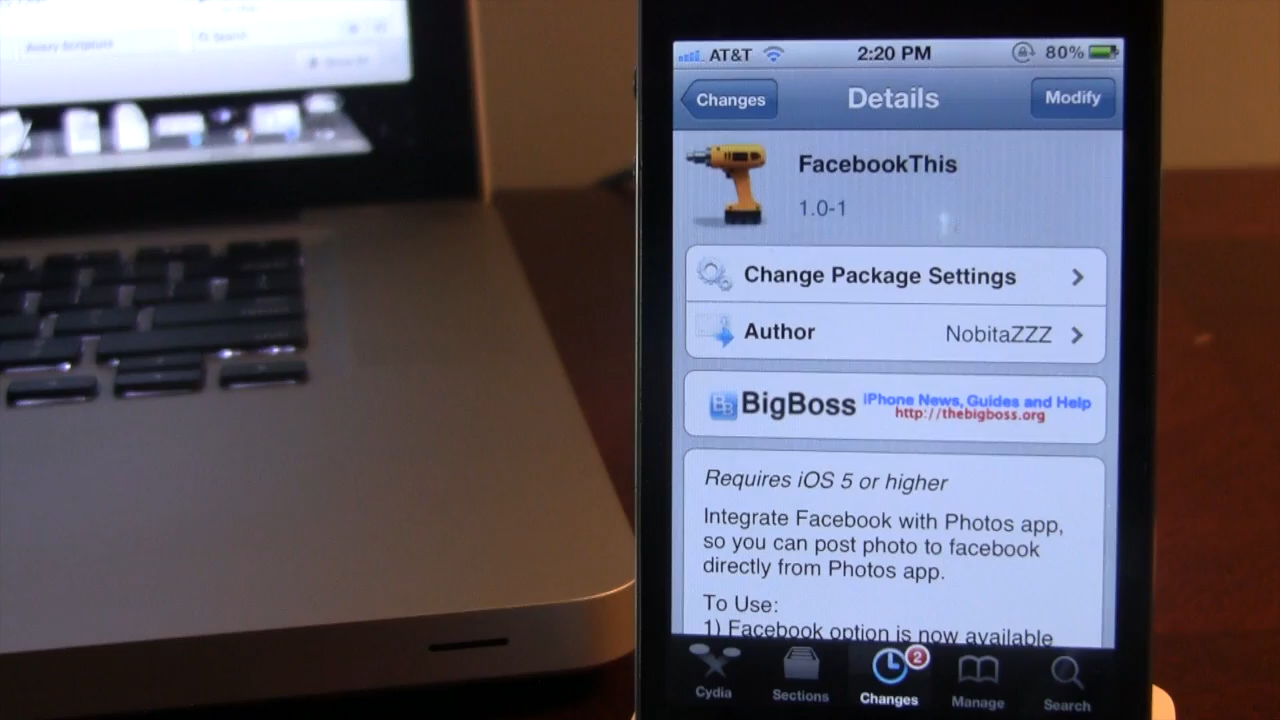 AT&T 2:20 PM 80%
Changes Details Modify
FacebookThis
1.0-1
Change Package Settings
Author NobitaZZZ
BB BigBoss iPhone News, Guides and Help
http://thebigboss.org
Requires iOS 5 or higher
Integrate Facebook with Photos app,
so you can post photo to facebook
directly from Photos app.
To Use:
1) Facebook option is now available
2
Cydia Sections Changes Manage Search